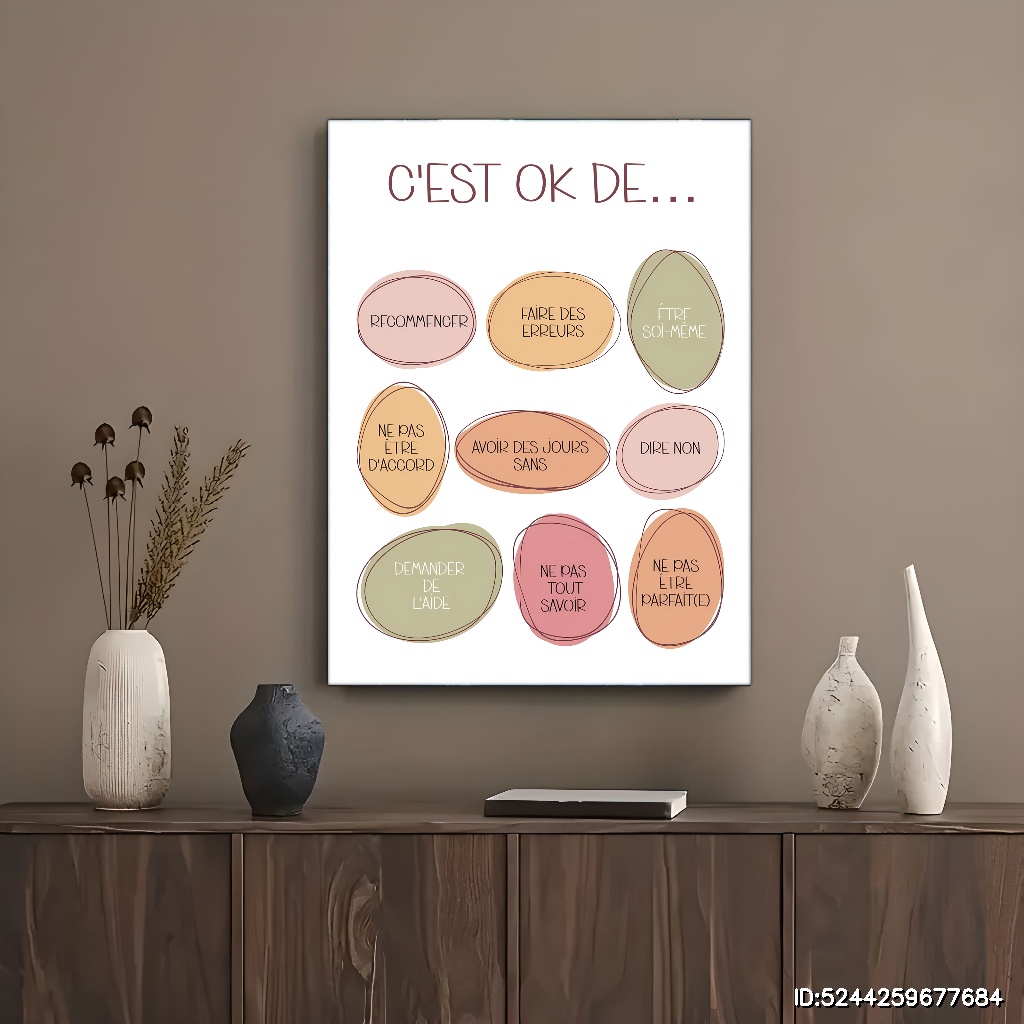 C'EST OK DE...
RECOMMENCER
FAIRE DES
ERREURS
ÊTRE
SOI-MÊME
NE PAS
ÊTRE
D'ACCORD
AVOIR DES JOURS
SANS
DIRE NON
DEMANDER
DE
L'AIDE
NE PAS
TOUT
SAVOIR
NE PAS
ÊTRE
PARFAIT(E)
ID:5244259677684